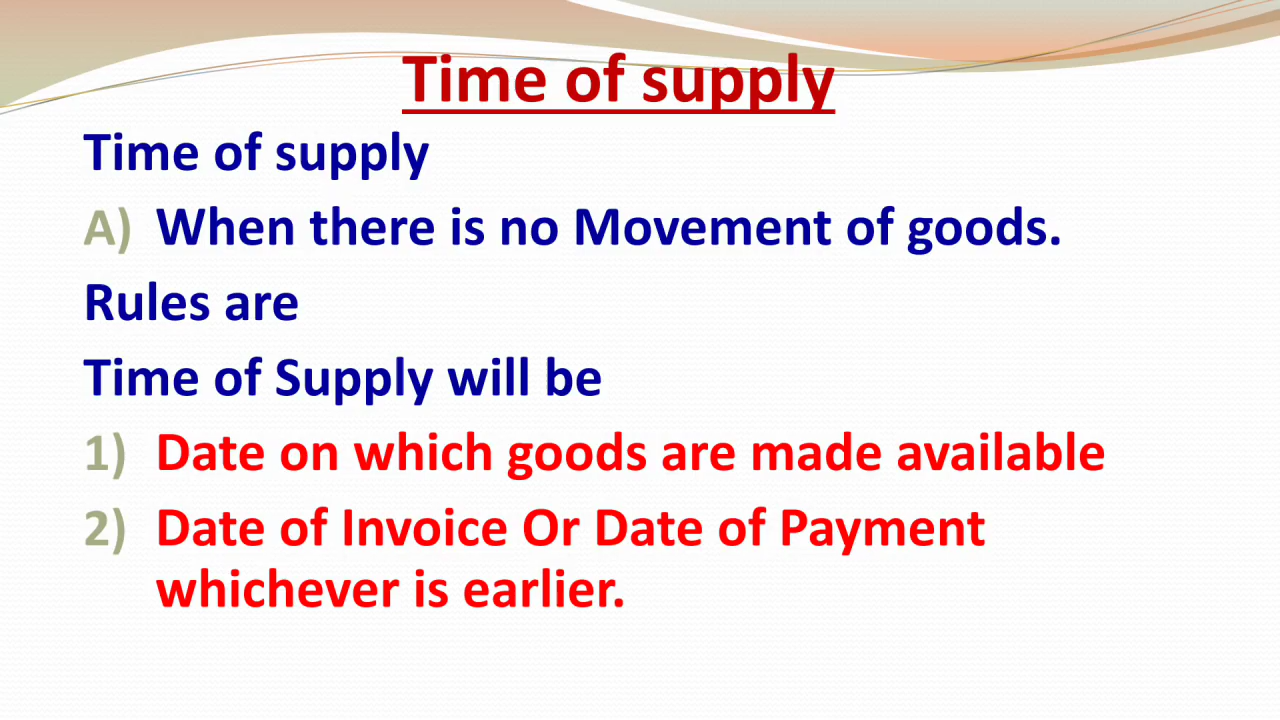 Time of supply
Time of supply
A) When there is no Movement of goods.
Rules are
Time of Supply will be
1) Date on which goods are made available
2) Date of Invoice Or Date of Payment
whichever is earlier.